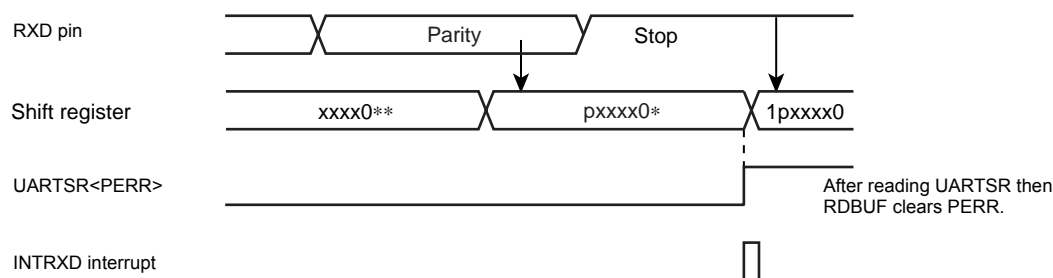 RXD pin
Parity
Stop
Shift register
xxxx0**
pxxxx0*
1pxxxx0
UARTSR<PERR>
After reading UARTSR then
RDBUF clears PERR.
INTRXD interrupt